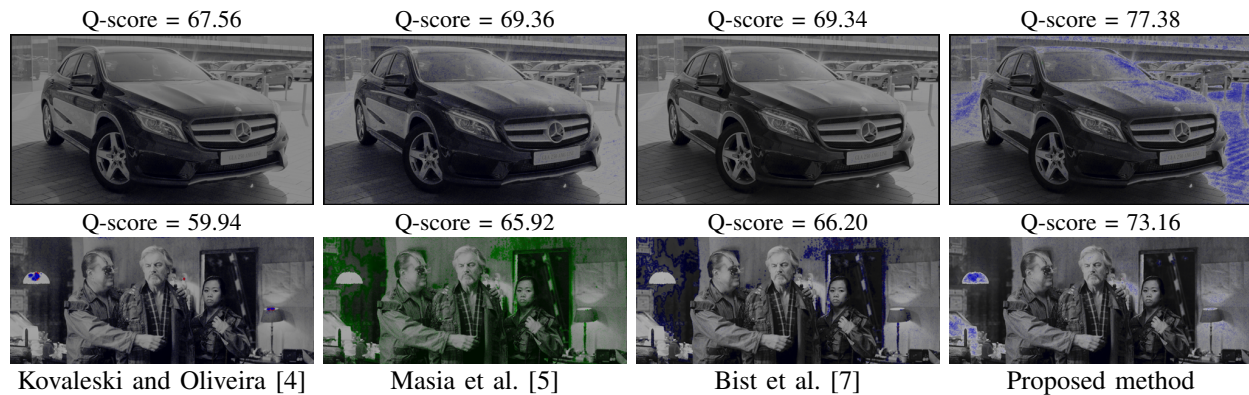 Q-score = 67.56 Q-score = 69.36 Q-score = 69.34 Q-score = 77.38
Q-score = 59.94 Q-score = 65.92 Q-score = 66.20 Q-score = 73.16
Kovaleski and Oliveira [4] Masia et al. [5] Bist et al. [7] Proposed method